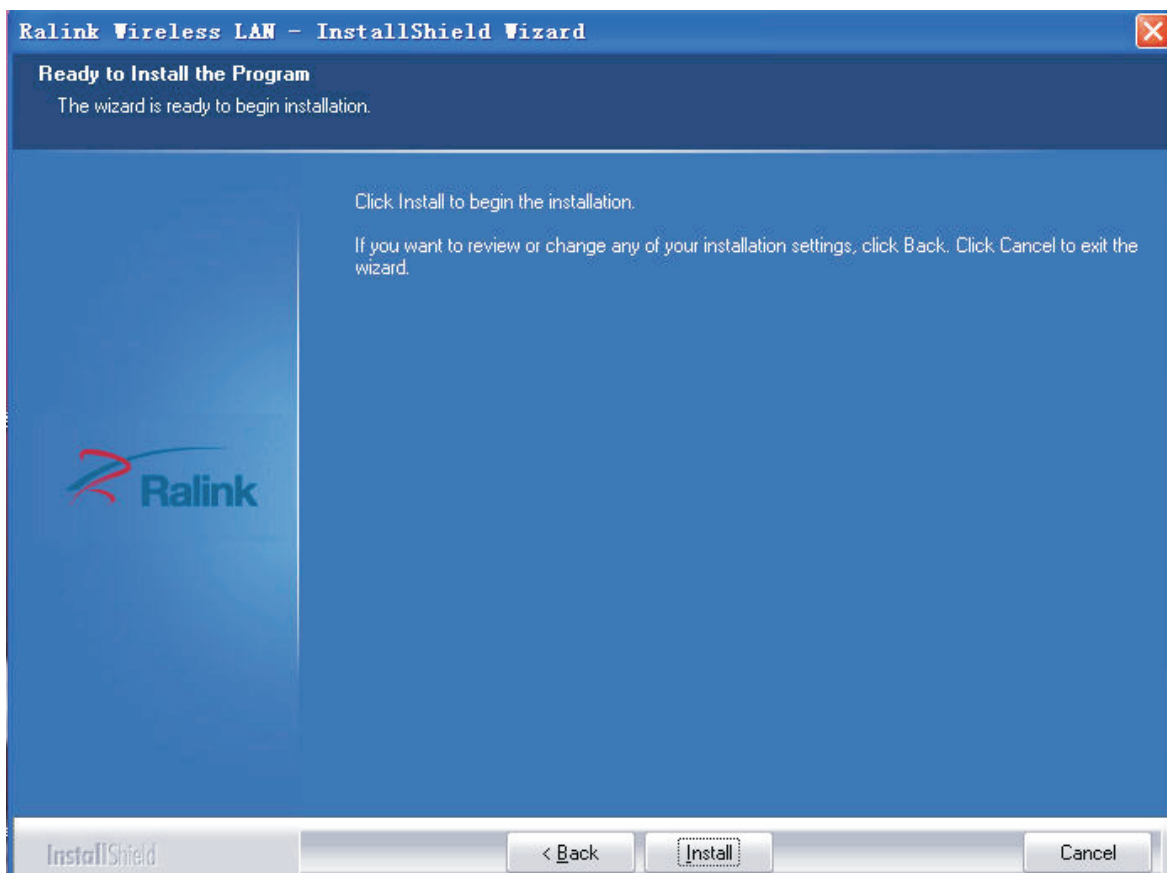 Ralink Wireless LAN - InstallShield Wizard
Ready to Install the Program
The wizard is ready to begin installation.
Click Install to begin the installation.
If you want to review or change any of your installation settings, click Back. Click Cancel to exit the
wizard.
Ralink
InstallShield
< Back
Install
Cancel